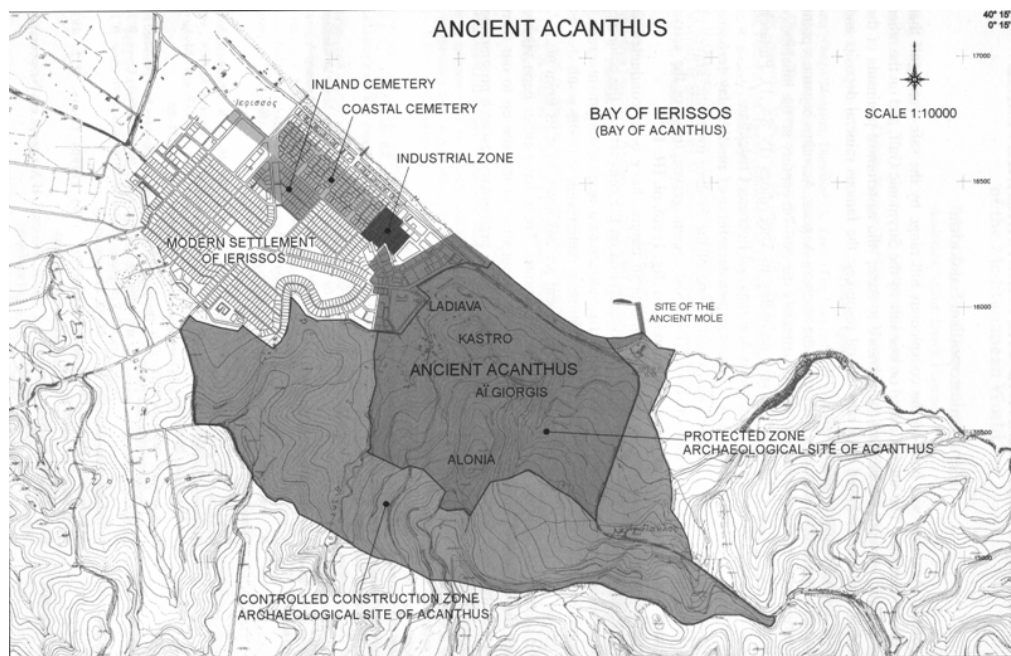 ANCIENT ACANTHUS
40° 15'
0° 15'
17000
INLAND CEMETERY
COASTAL CEMETERY
Ιερισσός
BAY OF IERISSOS
(BAY OF ACANTHUS)
SCALE 1:10000
INDUSTRIAL ZONE
16500
MODERN SETTLEMENT
OF IERISSOS
LADIAVA
SITE OF THE
ANCIENT MOLE
16000
KASTRO
ANCIENT ACANTHUS
AÏ GIORGIS
PROTECTED ZONE
ARCHAEOLOGICAL SITE OF ACANTHUS
ALONIA
CONTROLLED CONSTRUCTION ZONE
ARCHAEOLOGICAL SITE OF ACANTHUS